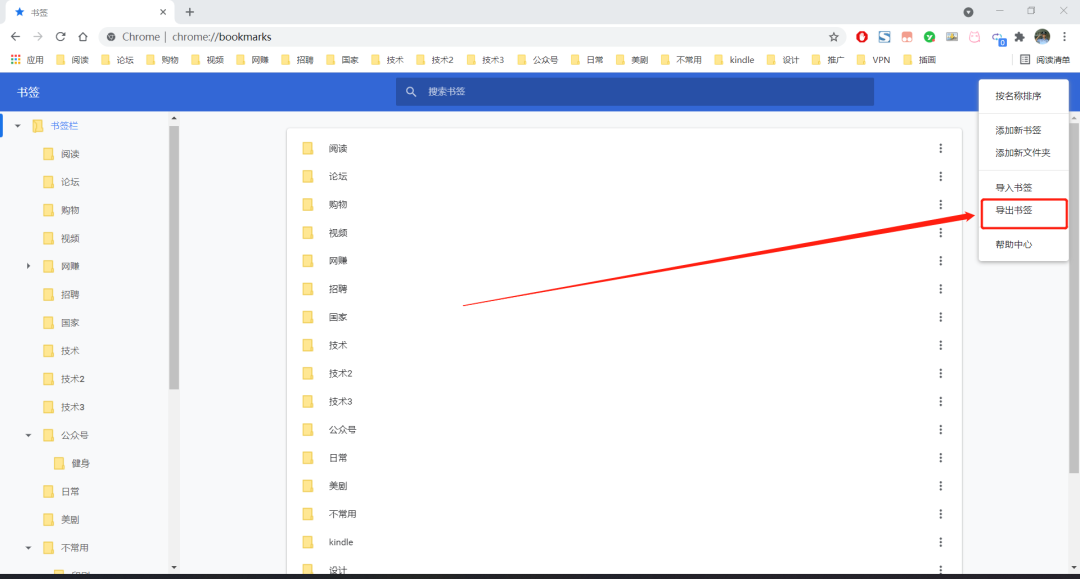 书签
Chrome | chrome://bookmarks
应用 阅读 论坛 购物 视频 网赚 招聘 国家 技术 技术2 技术3 公众号 日常 美剧 不常用 kindle 设计 推广 VPN 插画 阅读清单
书签
搜索书签
书签栏
阅读
论坛
购物
视频
网赚
招聘
国家
技术
技术2
技术3
公众号
健身
日常
美剧
不常用
阅读
论坛
购物
视频
网赚
招聘
国家
技术
技术2
技术3
公众号
日常
美剧
不常用
kindle
设计
按名称排序
添加新书签
添加新文件夹
导入书签
导出书签
帮助中心